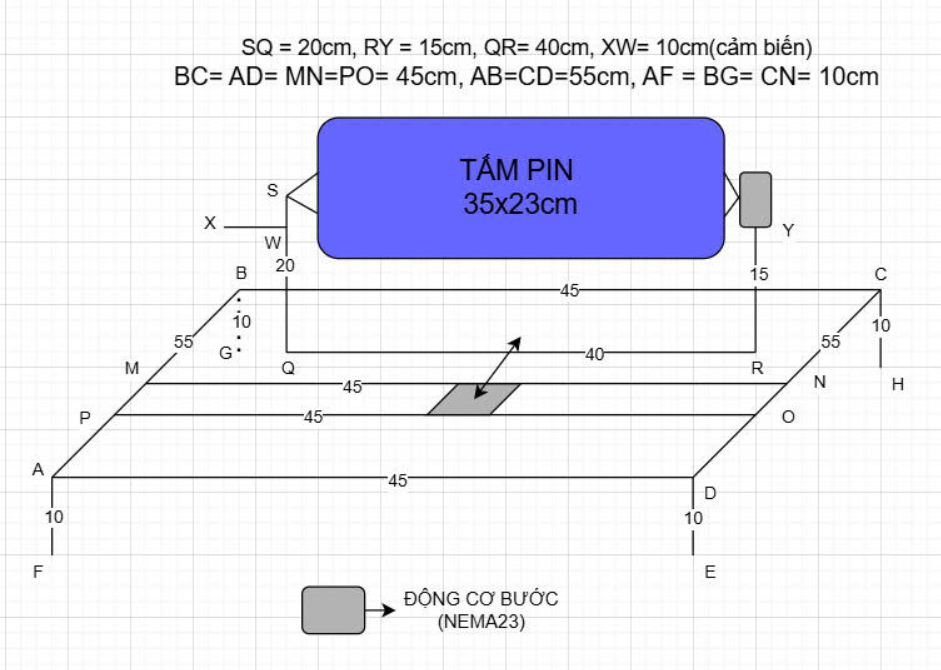 SQ = 20cm, RY = 15cm, QR= 40cm, XW= 10cm(cảm biến)
BC= AD= MN=PO= 45cm, AB=CD=55cm, AF = BG= CN= 10cm
TẤM PIN
35x23cm
S
X
Y
W
20
15
B
C
45
10
10
55
55
G
40
M
Q
R
N
H
45
P
45
O
A
45
D
10
10
F
E
ĐỘNG CƠ BƯỚC
(NEMA23)